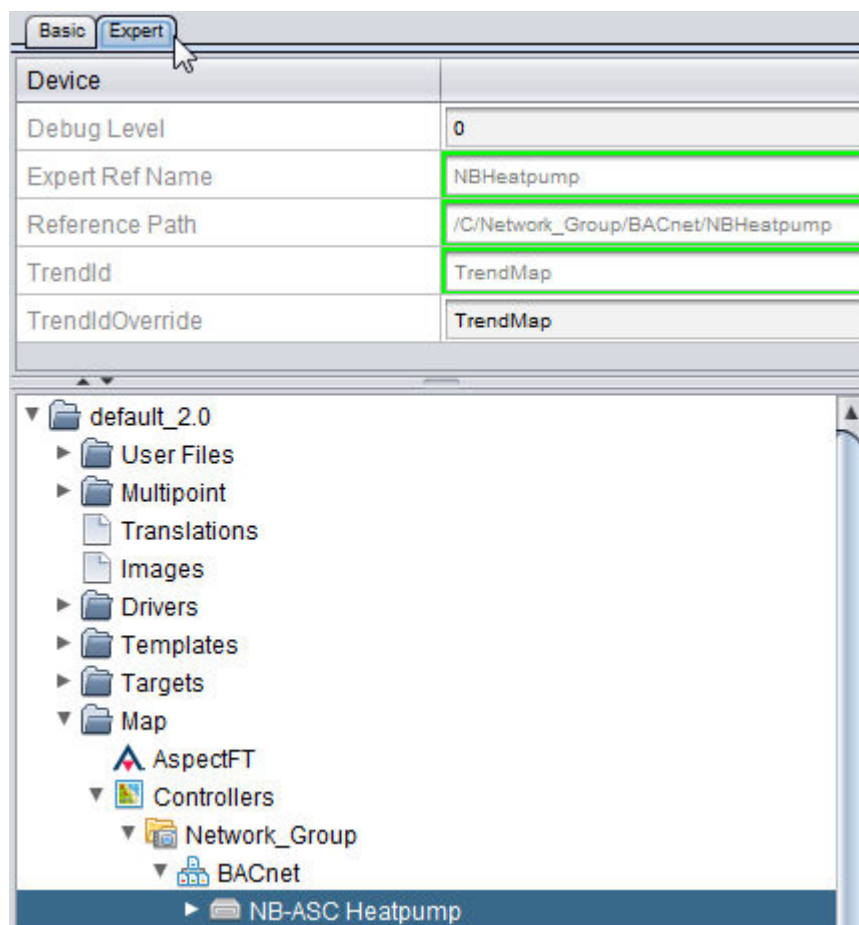 Basic Expert
Device
Debug Level 0
Expert Ref Name NBHeatpump
Reference Path /C/Network_Group/BACnet/NBHeatpump
TrendId TrendMap
TrendIdOverride TrendMap
default_2.0
User Files
Multipoint
Translations
Images
Drivers
Templates
Targets
Map
AspectFT
Controllers
Network_Group
BACnet
NB-ASC Heatpump